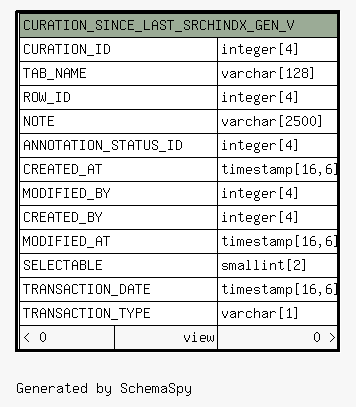 CURATION_SINCE_LAST_SRCHINDX_GEN_V
CURATION_ID integer[4]
TAB_NAME varchar[128]
ROW_ID integer[4]
NOTE varchar[2500]
ANNOTATION_STATUS_ID integer[4]
CREATED_AT timestamp[16,6]
MODIFIED_BY integer[4]
CREATED_BY integer[4]
MODIFIED_AT timestamp[16,6]
SELECTABLE smallint[2]
TRANSACTION_DATE timestamp[16,6]
TRANSACTION_TYPE varchar[1]
< 0 view 0 >
Generated by SchemaSpy